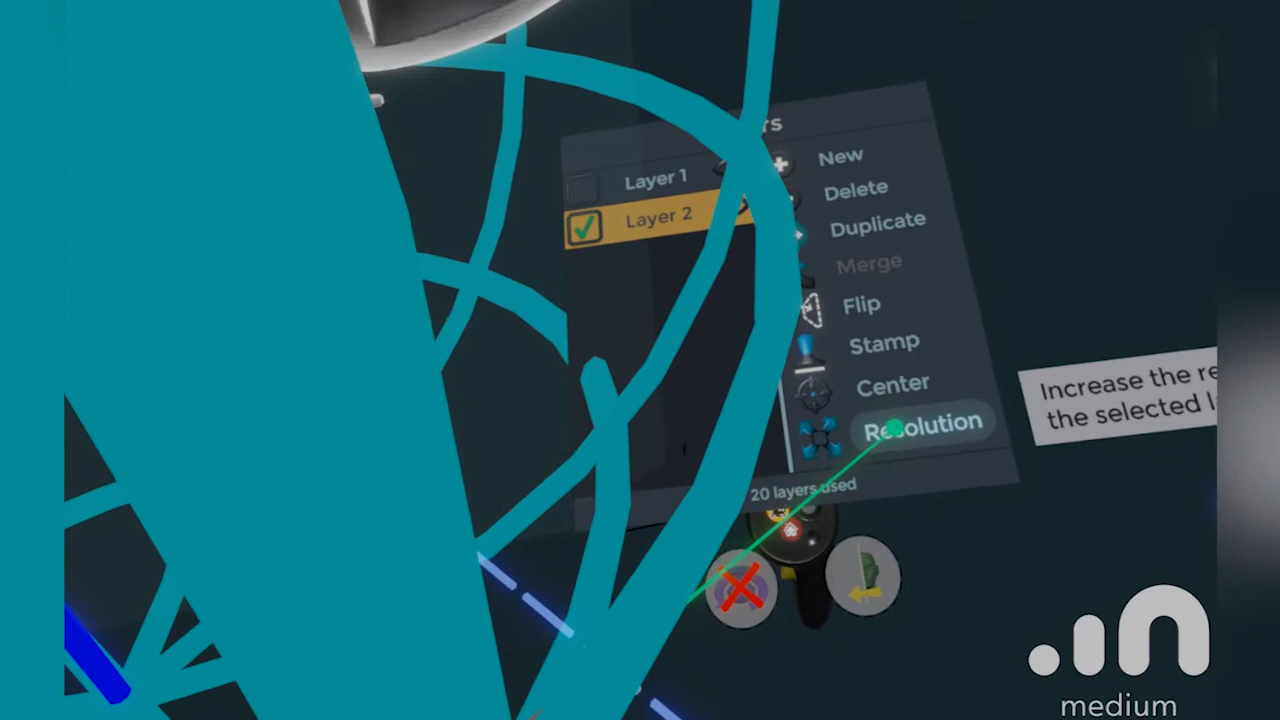 Layer 1
Layer 2
New
Delete
Duplicate
Merge
Flip
Stamp
Center
Resolution
20 layers used
Increase the
the selected
medium